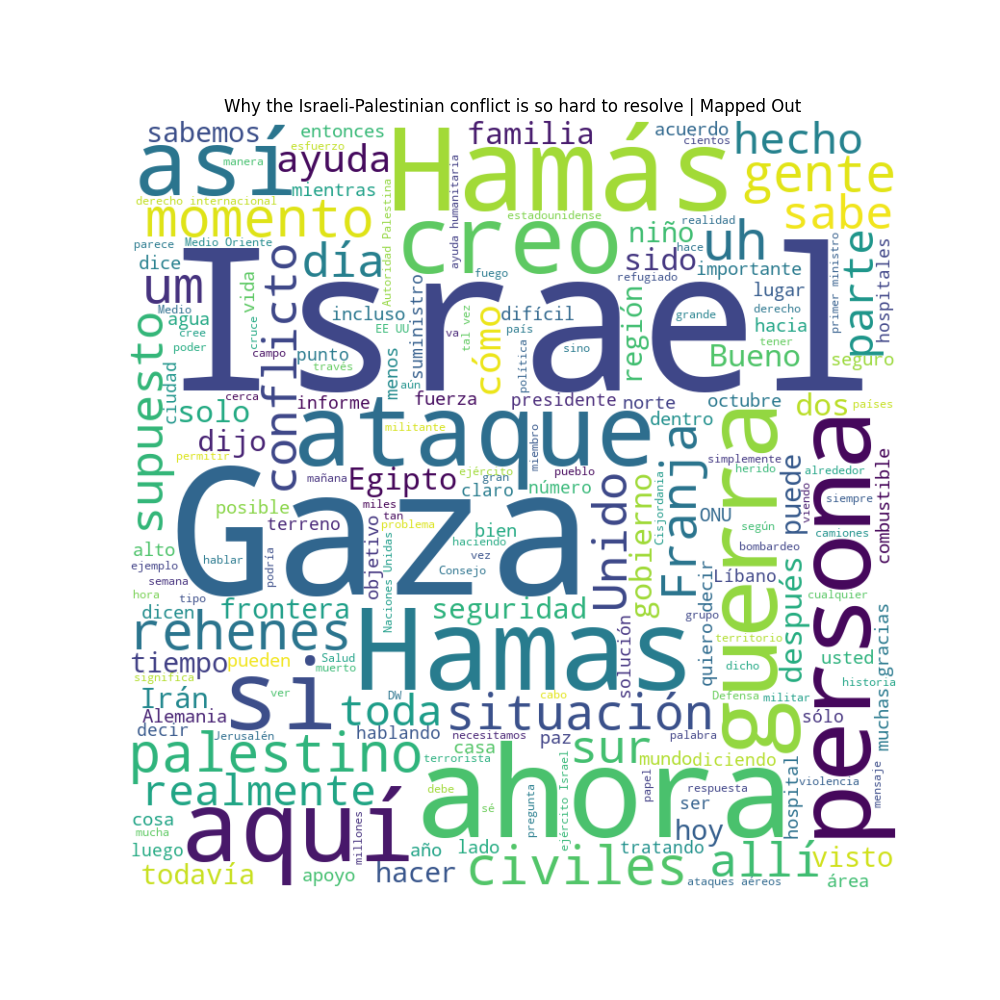 Why the Israeli-Palestinian conflict is so hard to resolve | Mapped Out
sabemos
entonces
familia
acuerdo
cientos
hecho
así
esfuerzo
manera
ayuda
Hamás
gente
mientras
ayuda humanitaria
derecho internacional
momento
Autoridad Palestina
estadounidense
realidad
sabe
creo
niño
uh
parece
Medio Oriente
hace
parte
dice
día
sido
importante
primer ministro
hospitales
conflicto
fuego
refugiado
um
Medio
vida
Israel
lugar
agua
incluso
difícil
grande
derecho
suministro
cómo
región
hacia
cree
cruce
EE UU
va
tal vez
país
tener
poder
supuesto
ciudad
campo
punto
través
menos
aún
sino
política
Bueno
seguro
cerca
informe
fuerza
presidente
norte
octubre
dos
países
solo
ataque
dentro
guerra
persona
dijo
militante
miembro
Franja
permitir
simplemente
puede
combustible
mañana
Egipto
ejército
gran
pueblo
Cisjordania
herido
alrededor
claro
número
Unido
gobierno
viendo
siempre
Gaza
posible
miles
tan
ONU
camiones
terreno
objetivo
problema
bien
según
haciendo
alto
hablar
podría
Naciones Unidas
vez
bombardeo
ejemplo
Consejo
Líbano
semana
después
cualquier
hora
tipo
quiero decir
dicen
frontera
seguridad
grupo
muchas gracias
rehenes
Hamas
solución
territorio
tiempo
pueden
Salud
muerto
dicho
usted
significa
si
historia
Irán
ver
DW
cabo
Defensa
militar
Alemania
toda
situación
sólo
decir
Jerusalén
hablando
necesitamos
paz
palabra
palestino
casa
sur
terrorista
mundo
diciendo
realmente
ahora
ejército Israel
papel
respuesta
hospital
violencia
mensaje
debe
cosa
aquí
sé
pregunta
ser
mucha
millones
hoy
luego
año
lado
tratando
visto
todavía
apoyo
hacer
civiles
allí
ataques aéreos
área